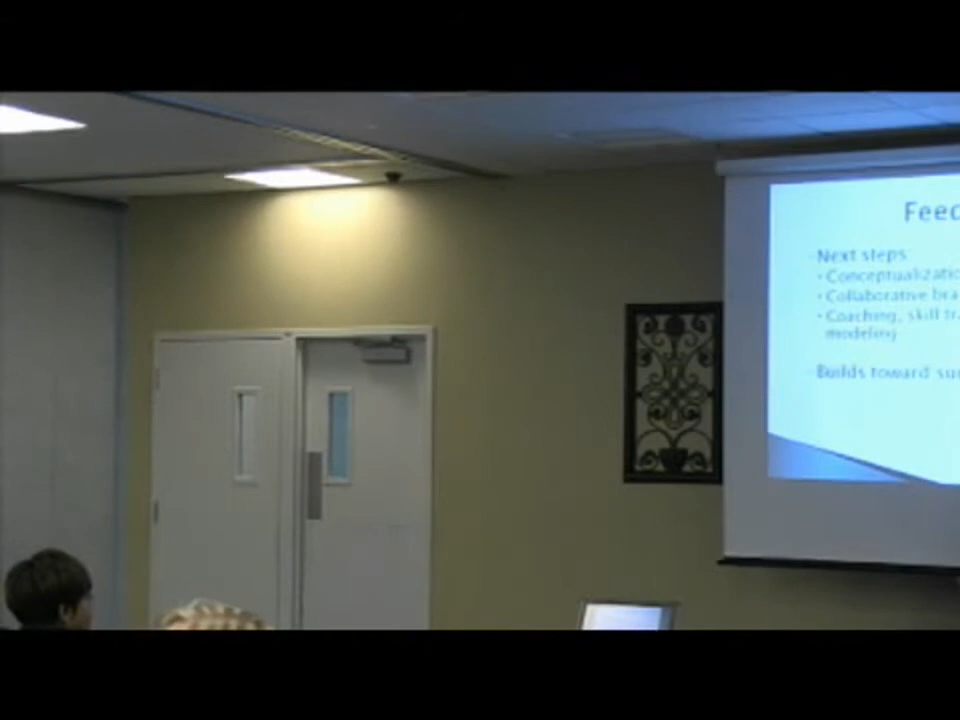 Feed
Next steps:
• Conceptualizatio
• Collaborative bra
• Coaching, skill tra
modeling
Builds toward su